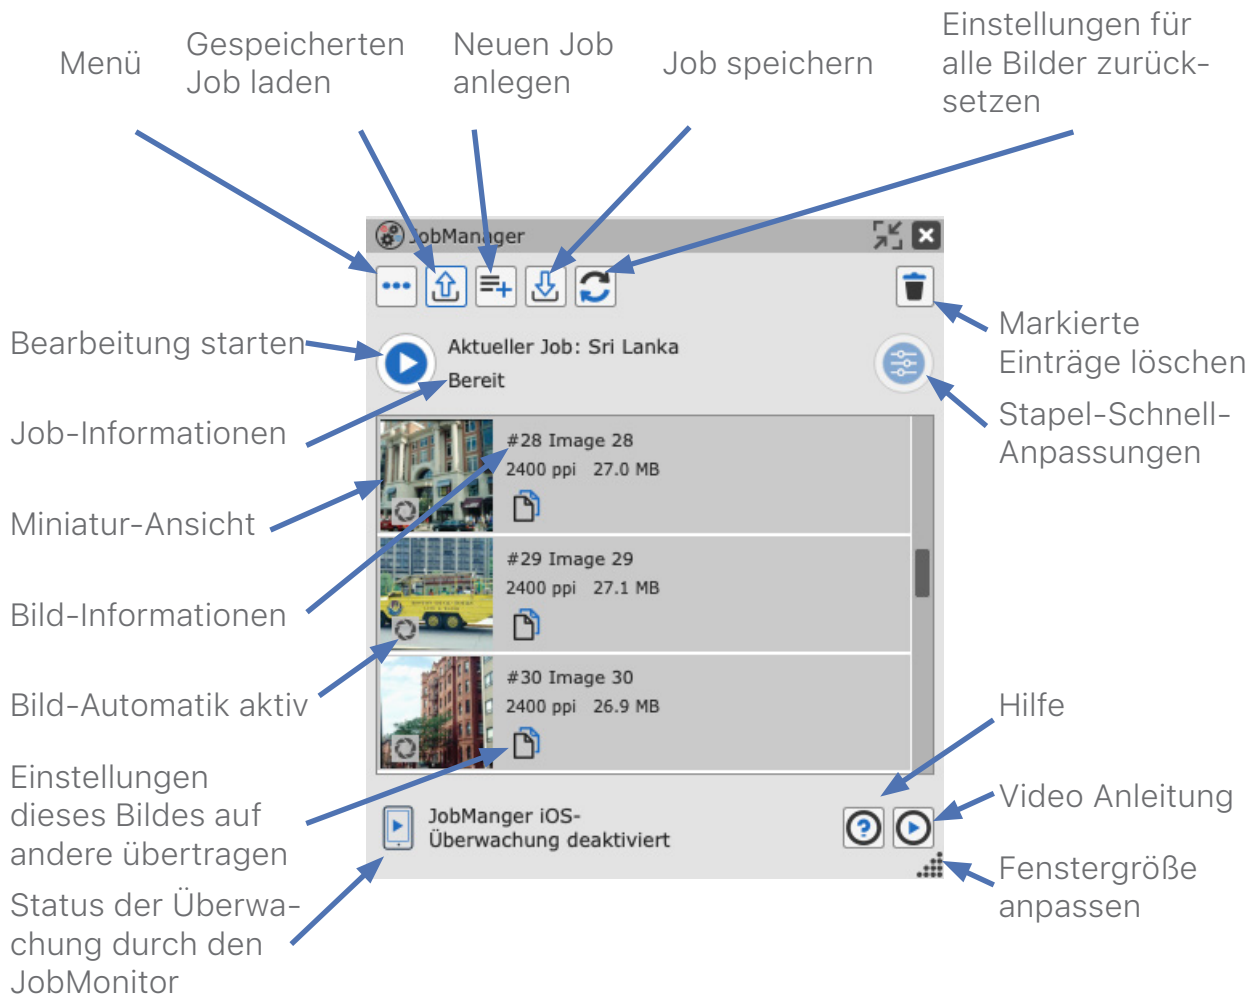 Menü
Gespeicherten
Job laden
Neuen Job
anlegen
Job speichern
Einstellungen für
alle Bilder zurück-
setzen
JobManager
Bearbeitung starten
Aktueller Job: Sri Lanka
Bereit
Markierte
Einträge löschen
Stapel-Schnell-
Anpassungen
Job-Informationen
Miniatur-Ansicht
Bild-Informationen
Bild-Automatik aktiv
#28 Image 28
2400 ppi 27.0 MB
#29 Image 29
2400 ppi 27.1 MB
#30 Image 30
2400 ppi 26.9 MB
Einstellungen
dieses Bildes auf
andere übertragen
Status der Überwa-
chung durch den
JobMonitor
JobManger iOS-
Überwachung deaktiviert
Hilfe
Video Anleitung
Fenstergröße
anpassen